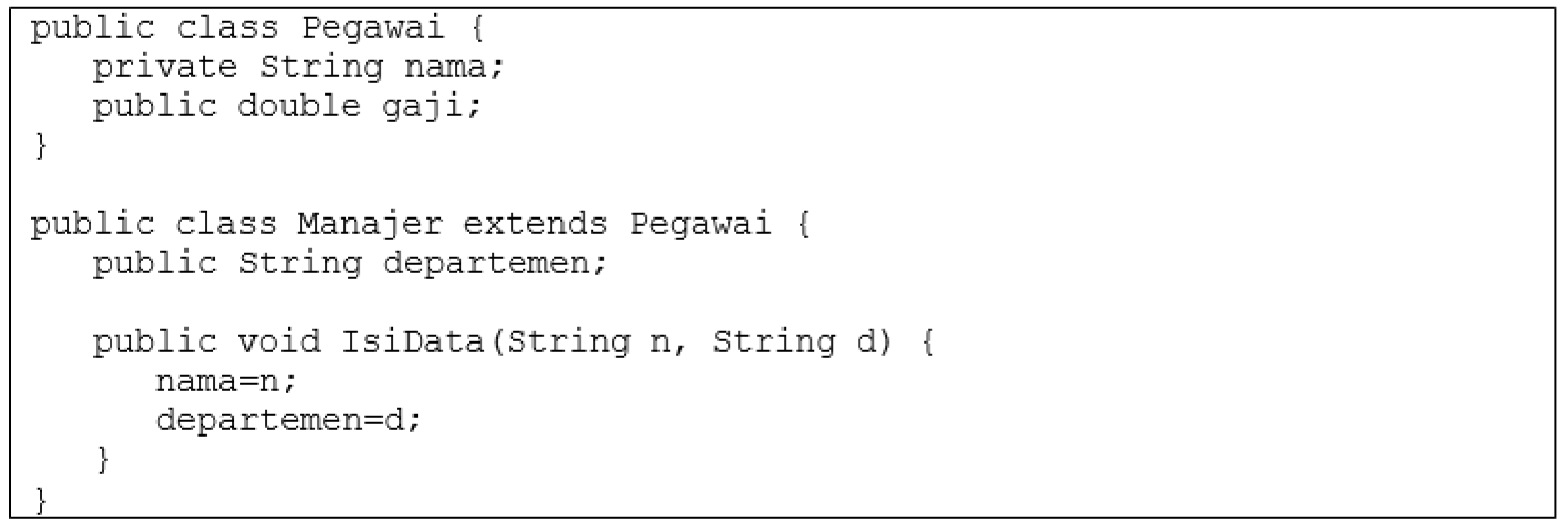 public class Pegawai {
private String nama;
public double gaji;
}
public class Manajer extends Pegawai {
public String departemen;
public void IsiData(String n, String d) {
nama=n;
departemen=d;
}
}